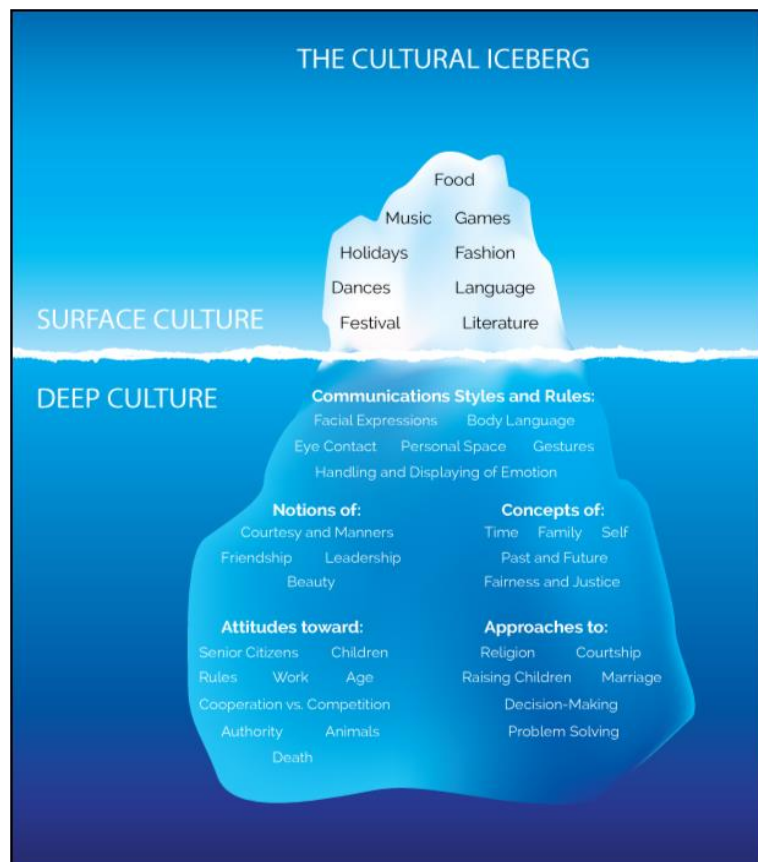 THE CULTURAL ICEBERG
Food
Music Games
Holidays Fashion
Dances Language
Festival Literature
SURFACE CULTURE
DEEP CULTURE
Communications Styles and Rules:
Facial Expressions Body Language
Eye Contact Personal Space Gestures
Handling and Displaying of Emotion
Notions of:
Courtesy and Manners
Friendship Leadership
Beauty
Concepts of:
Time Family Self
Past and Future
Fairness and Justice
Attitudes toward:
Senior Citizens Children
Rules Work Age
Cooperation vs. Competition
Authority Animals
Death
Approaches to:
Religion Courtship
Raising Children Marriage
Decision-Making
Problem Solving